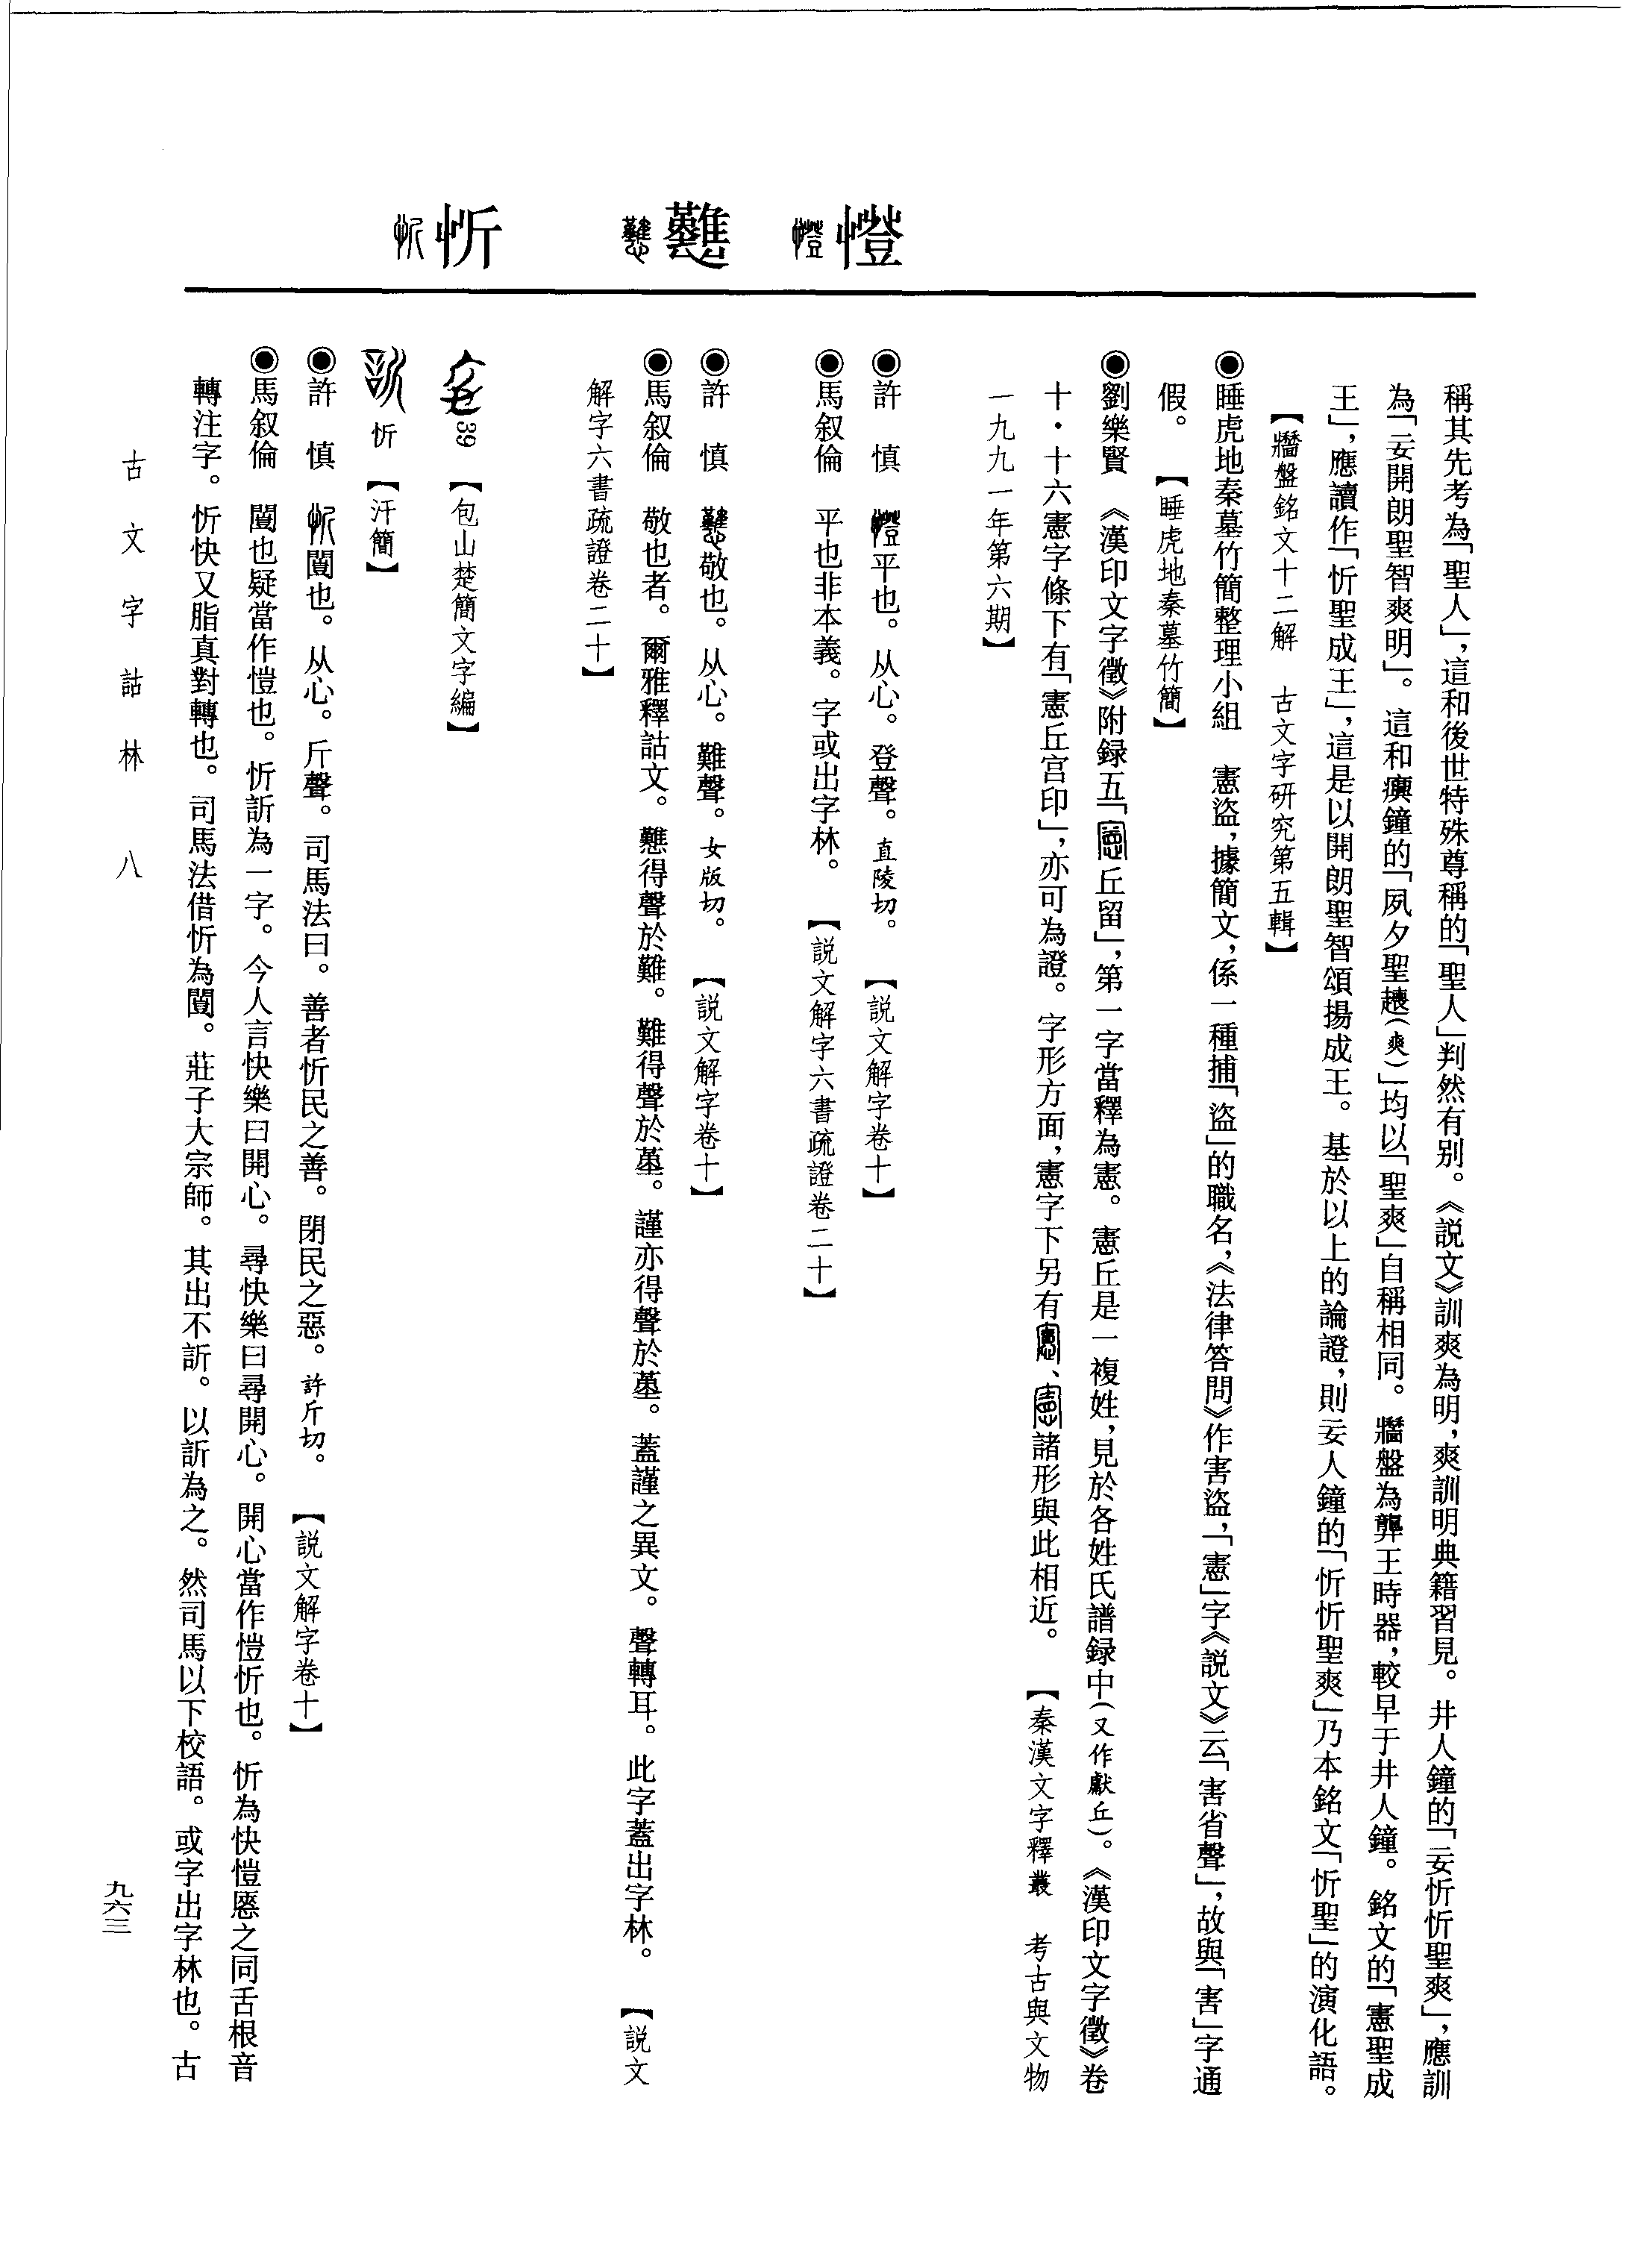 憕
戁
忻
稱其先考為「聖人」,這和後世特殊尊稱的「聖人」判然有别。《説文》訓爽為明,爽訓明典籍習見。井人鐘的「妄忻忻聖爽」,應訓
為「妄開朗聖智爽明」。這和𤼈鐘的「夙夕聖趩(爽)」均以「聖爽」自稱相同。牆盤為龏王時器,較早于井人鐘。銘文的「憲聖成
王」,應讀作「忻聖成王」,這是以開朗聖智頌揚成王。基於以上的論證,則妄人鐘的「忻忻聖爽」乃本銘文「忻聖」的演化語。
【牆盤銘文十二解 古文字研究第五輯】
◉睡虎地秦墓竹簡整理小組 憲盜,據簡文,係一種捕「盜」的職名,《法律答問》作害盜,「憲」字《説文》云「害省聲」,故與「害」字通
假。 【睡虎地秦墓竹簡】
◉劉樂賢 《漢印文字徵》附録五「丘留」,第一字當釋為憲。憲丘是一複姓,見於各姓氏譜録中(又作獻丘)。《漢印文字徵》卷
十·十六憲字條下有「憲丘宫印」,亦可為證。字形方面,憲字下另有、諸形與此相近。 【秦漢文字釋叢 考古與文物
一九九一年第六期】
◉許 慎 平也。从心。登聲。直陵切。 【説文解字卷十】
◉馬叙倫 平也非本義。字或出字林。 【説文解字六書疏證卷二十】
◉許 慎 敬也。从心。難聲。女版切。 【説文解字卷十】
◉馬叙倫 敬也者。爾雅釋詁文。戁得聲於難。難得聲於堇。謹亦得聲於堇。蓋謹之異文。聲轉耳。此字蓋出字林。 【説文
解字六書疏證卷二十】
39 【包山楚簡文字編】
忻 【汗簡】
◉許 慎 闓也。从心。斤聲。司馬法曰。善者忻民之善。閉民之惡。許斤切。 【説文解字卷十】
◉馬叙倫 闓也疑當作愷也。忻訢為一字。今人言快樂曰開心。尋快樂曰尋開心。開心當作愷忻也。忻為快愷㥦之同舌根音
轉注字。忻快又脂真對轉也。司馬法借忻為闓。莊子大宗師。其出不訢。以訢為之。然司馬以下校語。或字出字林也。古
古文字詁林 八
九六三